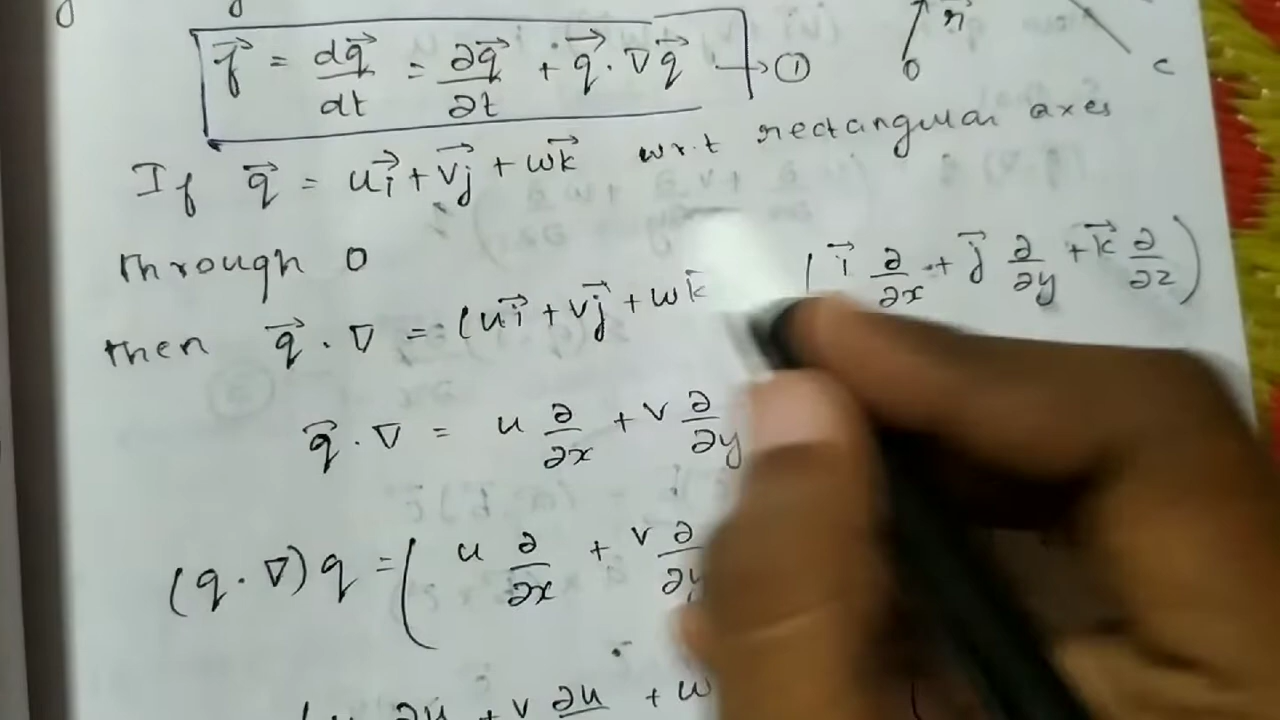 r⃗
f⃗ = dq⃗/dt = ∂q⃗/∂t + q⃗ · ∇q⃗ → ①
O
c
If q⃗ = ui⃗ + vj⃗ + wk⃗ w.r.t rectangular axes
through O
then q⃗ · ∇ = (ui⃗ + vj⃗ + wk⃗ (i⃗ ∂/∂x + j⃗ ∂/∂y + k⃗ ∂/∂z)
q⃗ · ∇ = u ∂/∂x + v ∂/∂y
(q · ∇) q = ( u ∂/∂x + v ∂/∂y
∂u + v ∂u + w